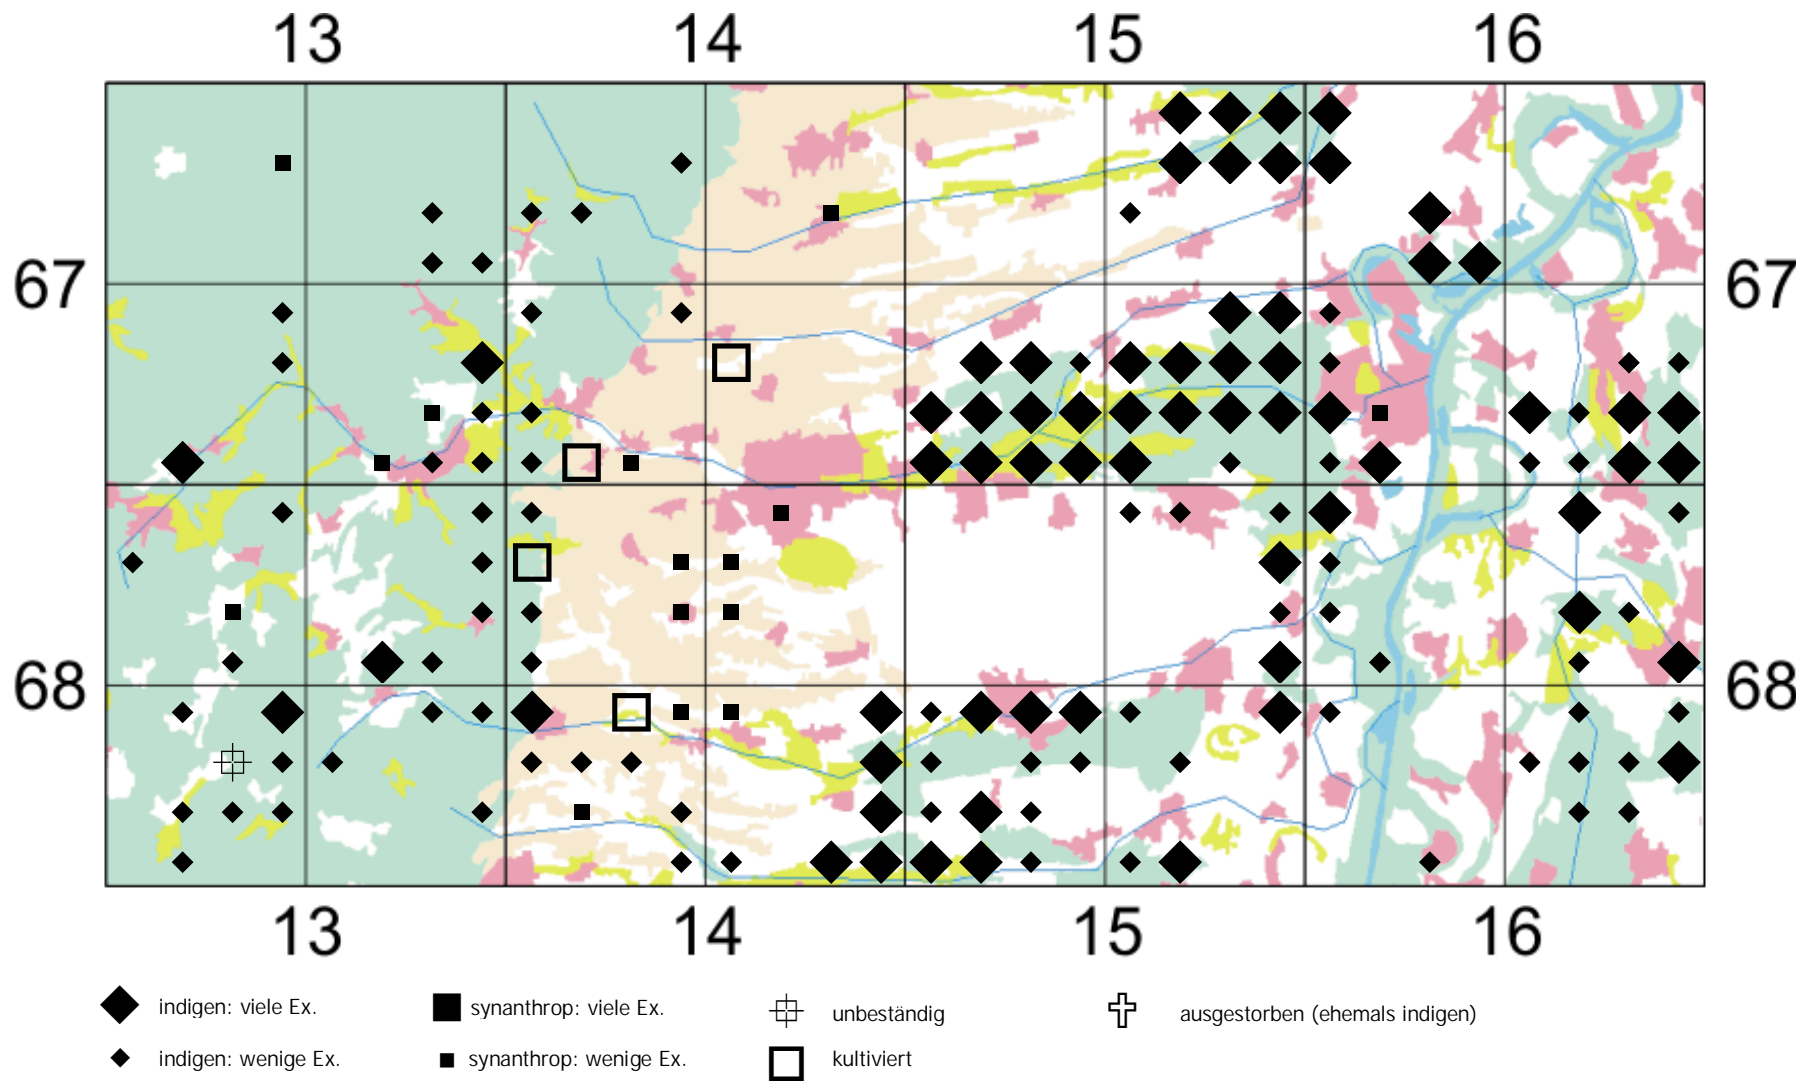 13 14 15 16
67 67
68 68
13 14 15 16
indigen: viele Ex. synanthrop: viele Ex. unbeständig ausgestorben (ehemals indigen)
indigen: wenige Ex. synanthrop: wenige Ex. kultiviert